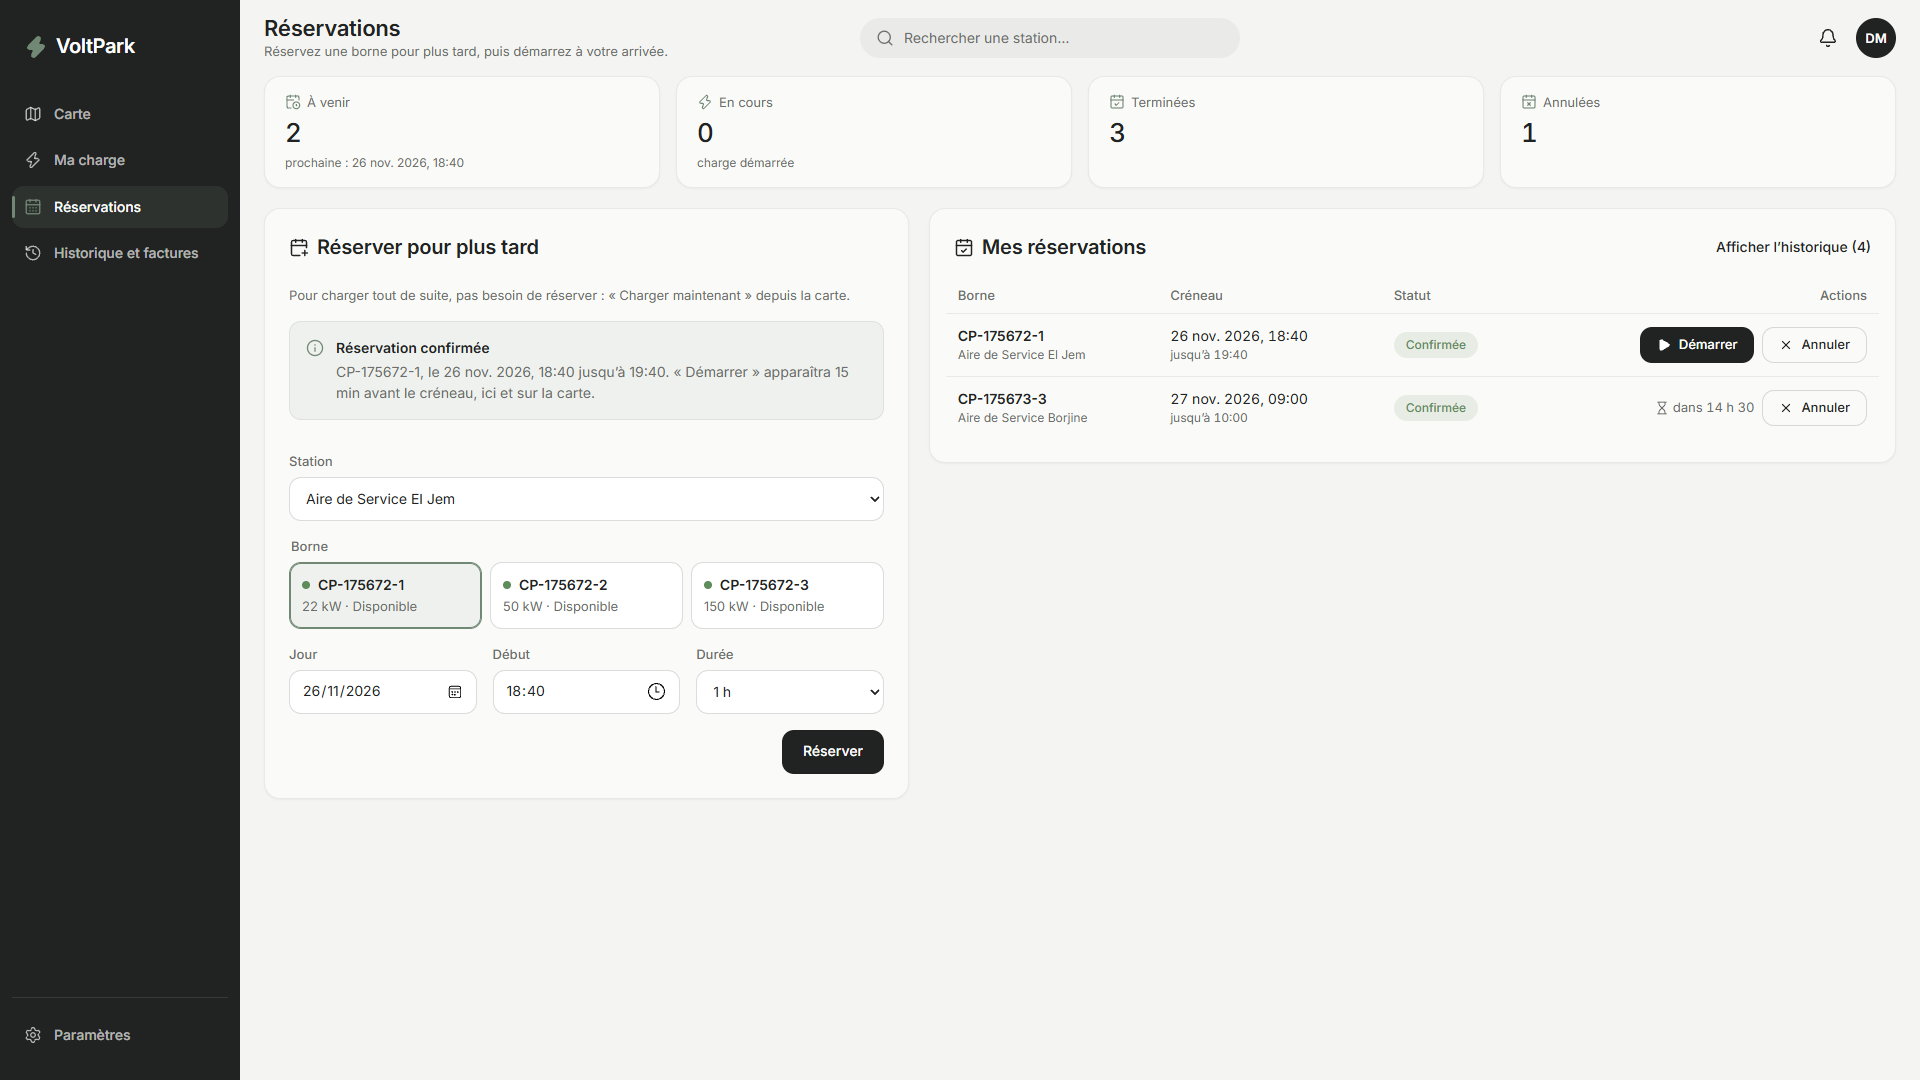 VoltPark
Carte
Ma charge
Réservations
Historique et factures
Paramètres
Réservations
Réservez une borne pour plus tard, puis démarrez à votre arrivée.
Rechercher une station...
DM
À venir
2
prochaine : 26 nov. 2026, 18:40
En cours
0
charge démarrée
Terminées
3
Annulées
1
Réserver pour plus tard
Pour charger tout de suite, pas besoin de réserver : « Charger maintenant » depuis la carte.
Réservation confirmée
CP-175672-1, le 26 nov. 2026, 18:40 jusqu’à 19:40. « Démarrer » apparaîtra 15
min avant le créneau, ici et sur la carte.
Station
Aire de Service El Jem
Borne
CP-175672-1
22 kW · Disponible
CP-175672-2
50 kW · Disponible
CP-175672-3
150 kW · Disponible
Jour
Début
Durée
26/11/2026
18:40
1 h
Réserver
Mes réservations
Afficher l’historique (4)
Borne
Créneau
Statut
Actions
CP-175672-1
Aire de Service El Jem
26 nov. 2026, 18:40
jusqu’à 19:40
Confirmée
Démarrer
Annuler
CP-175673-3
Aire de Service Borjine
27 nov. 2026, 09:00
jusqu’à 10:00
Confirmée
dans 14 h 30
Annuler